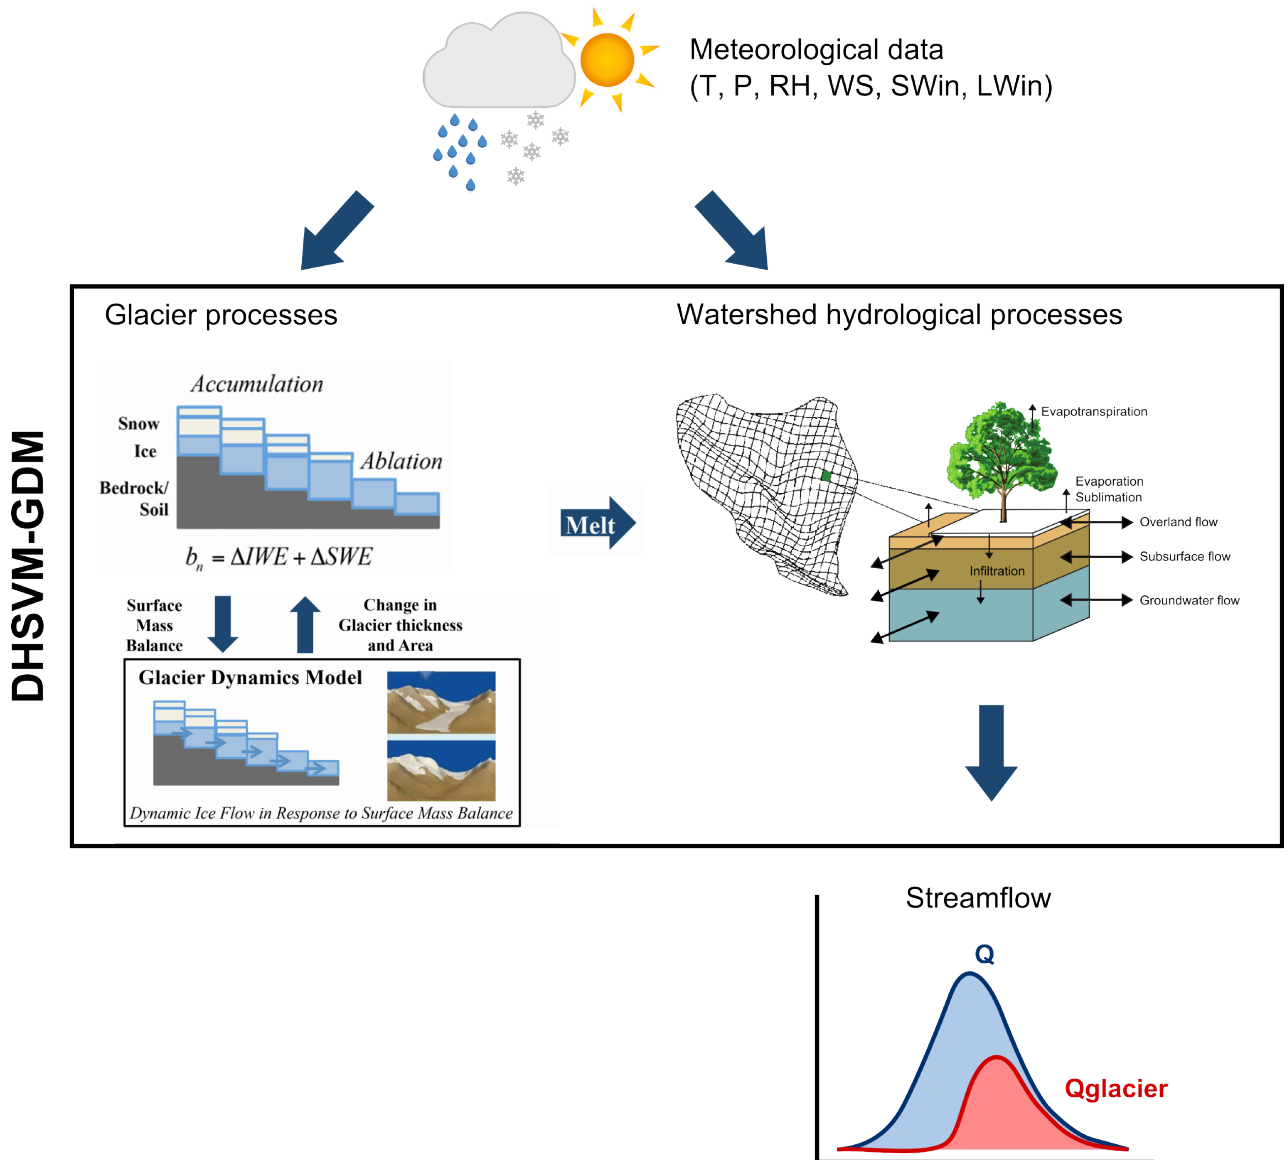 Meteorological data
(T, P, RH, WS, SWin, LWin)
DHSVM-GDM
Glacier processes
Accumulation
Snow
Ice
Ablation
Bedrock/
Soil
bₙ = ΔIWE + ΔSWE
Surface
Mass
Balance
Change in
Glacier thickness
and Area
Glacier Dynamics Model
Dynamic Ice Flow in Response to Surface Mass Balance
Melt
Watershed hydrological processes
Evapotranspiration
Evaporation
Sublimation
Overland flow
Subsurface flow
Infiltration
Groundwater flow
Streamflow
Q
Qglacier